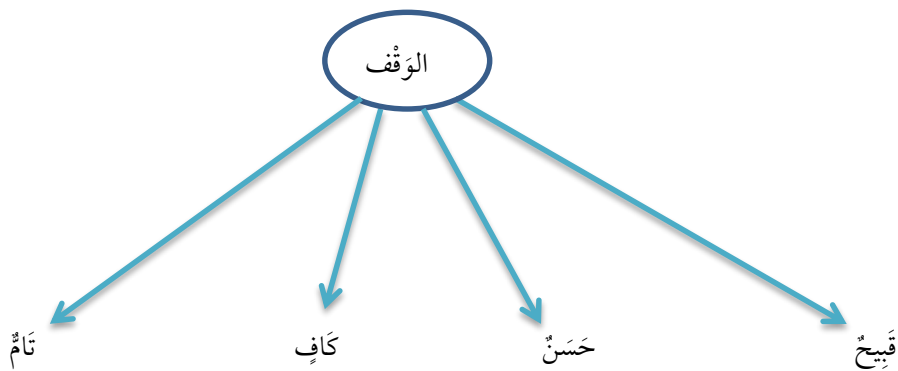 الوَقْف
قَبِيحٌ
حَسَنٌ
كَافٍ
تَامٌّ